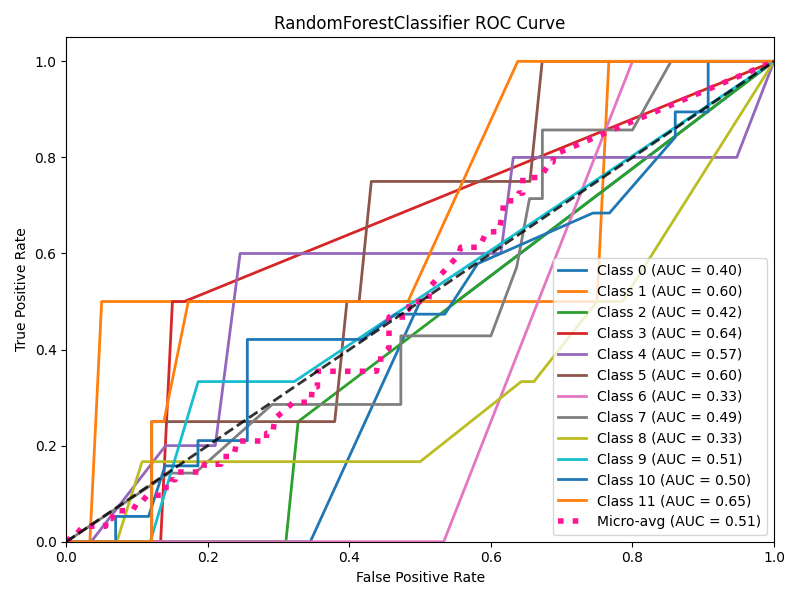 RandomForestClassifier ROC Curve
True Positive Rate
1.0
0.8
0.6
0.4
0.2
0.0
0.0 0.2 0.4 0.6 0.8 1.0
False Positive Rate
Class 0 (AUC = 0.40)
Class 1 (AUC = 0.60)
Class 2 (AUC = 0.42)
Class 3 (AUC = 0.64)
Class 4 (AUC = 0.57)
Class 5 (AUC = 0.60)
Class 6 (AUC = 0.33)
Class 7 (AUC = 0.49)
Class 8 (AUC = 0.33)
Class 9 (AUC = 0.51)
Class 10 (AUC = 0.50)
Class 11 (AUC = 0.65)
Micro-avg (AUC = 0.51)